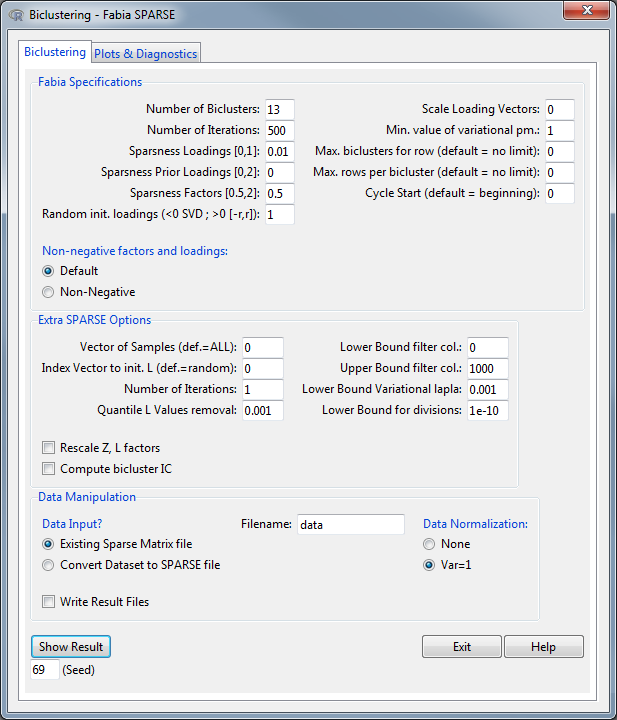 Biclustering - Fabia SPARSE
Biclustering Plots & Diagnostics
Fabia Specifications
Number of Biclusters: 13 Scale Loading Vectors: 0
Number of Iterations: 500 Min. value of variational pm.: 1
Sparsness Loadings [0,1]: 0.01 Max. biclusters for row (default = no limit): 0
Sparsness Prior Loadings [0,2]: 0 Max. rows per bicluster (default = no limit): 0
Sparsness Factors [0.5,2]: 0.5 Cycle Start (default = beginning): 0
Random init. loadings (<0 SVD ; >0 [-r,r]): 1
Non-negative factors and loadings:
Default
Non-Negative
Extra SPARSE Options
Vector of Samples (def.=ALL): 0 Lower Bound filter col.: 0
Index Vector to init. L (def.=random): 0 Upper Bound filter col.: 1000
Number of Iterations: 1 Lower Bound Variational lapla: 0.001
Quantile L Values removal: 0.001 Lower Bound for divisions: 1e-10
Rescale Z, L factors
Compute bicluster IC
Data Manipulation
Data Input? Filename: data Data Normalization:
Existing Sparse Matrix file None
Convert Dataset to SPARSE file Var=1
Write Result Files
Show Result Exit Help
69 (Seed)